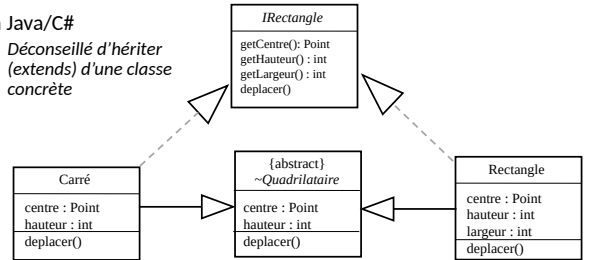 Java/C#
Déconseillé d'hériter
(extends) d'une classe
concrète
IRectangle
getCentre(): Point
getHauteur() : int
getLargeur() : int
deplacer()
Carré
centre : Point
hauteur : int
deplacer()
{abstract}
~Quadrilataire
centre : Point
hauteur : int
deplacer()
Rectangle
centre : Point
hauteur : int
largeur : int
deplacer()